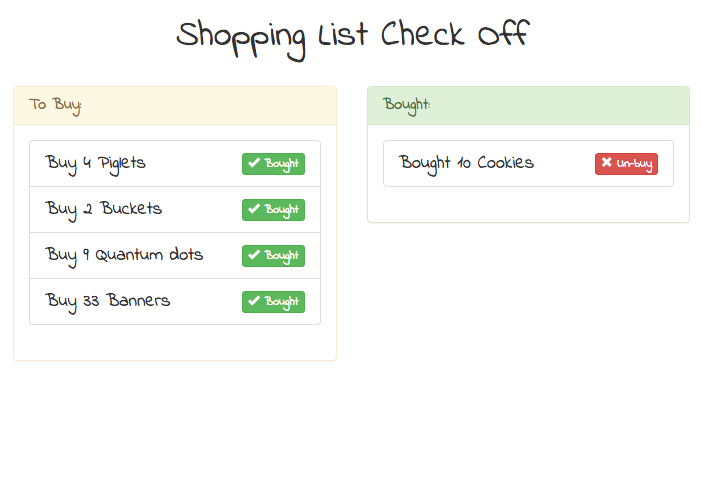 Shopping List Check Off
To Buy:
Buy 4 Piglets
Bought
Buy 2 Buckets
Bought
Buy 9 Quantum dots
Bought
Buy 33 Banners
Bought
Bought:
Bought 10 Cookies
Un-buy